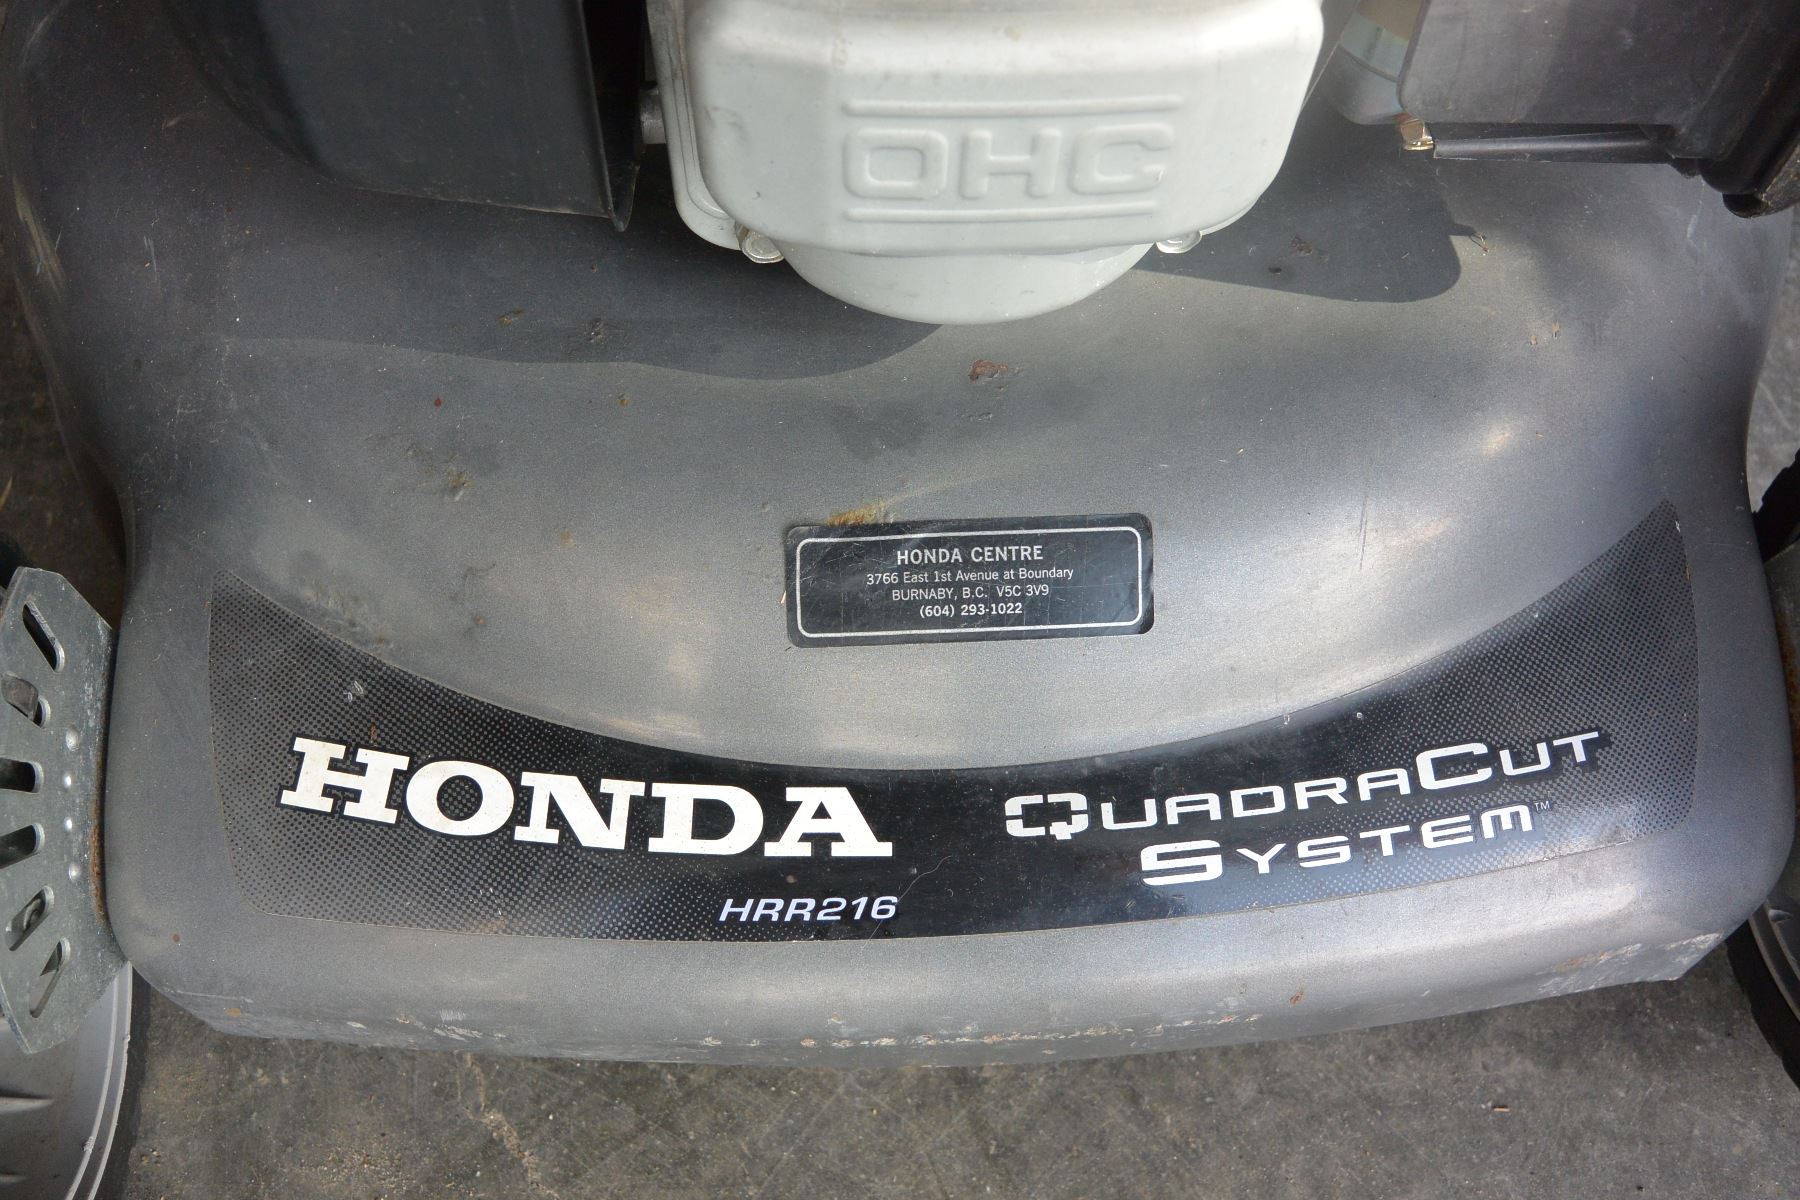 OHC
HONDA CENTRE
3766 East 1st Avenue at Boundary
BURNABY, B.C. V5C 3V9
(604) 293-1022
HONDA
HRR216
QUADRACUT
SYSTEM™